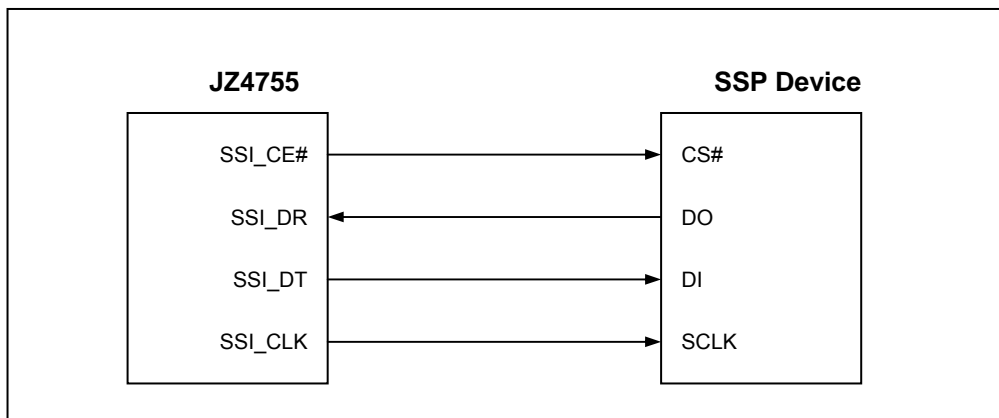 JZ4755 SSP Device
SSI_CE# CS#
SSI_DR DO
SSI_DT DI
SSI_CLK SCLK